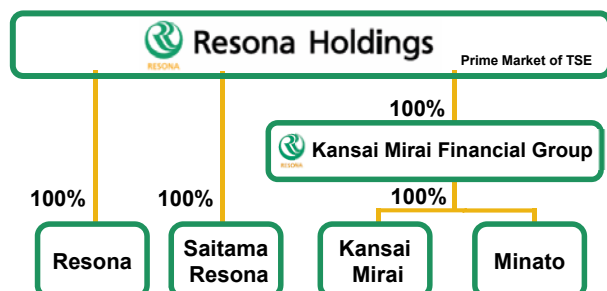 Resona Holdings
RESONA
Prime Market of TSE
100%
RESONA
Kansai Mirai Financial Group
100%
100%
100%
Resona
Saitama
Resona
Kansai
Mirai
Minato